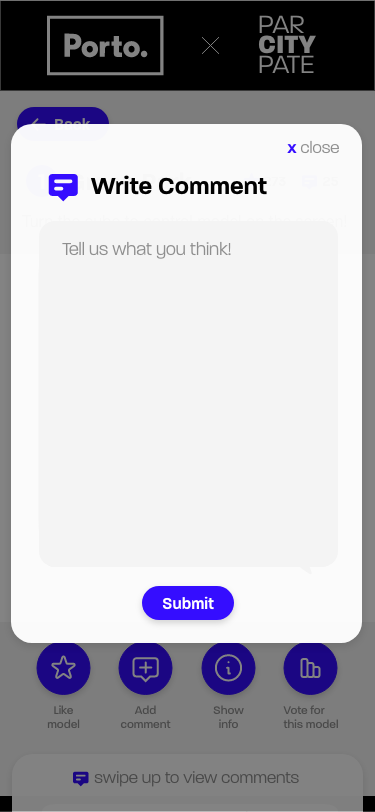 Porto.
PAR
CITY
PATE
Back
x close
Write Comment
Tell us what you think!
Submit
Like
model
Add
comment
Show
info
Vote for
this model
swipe up to view comments